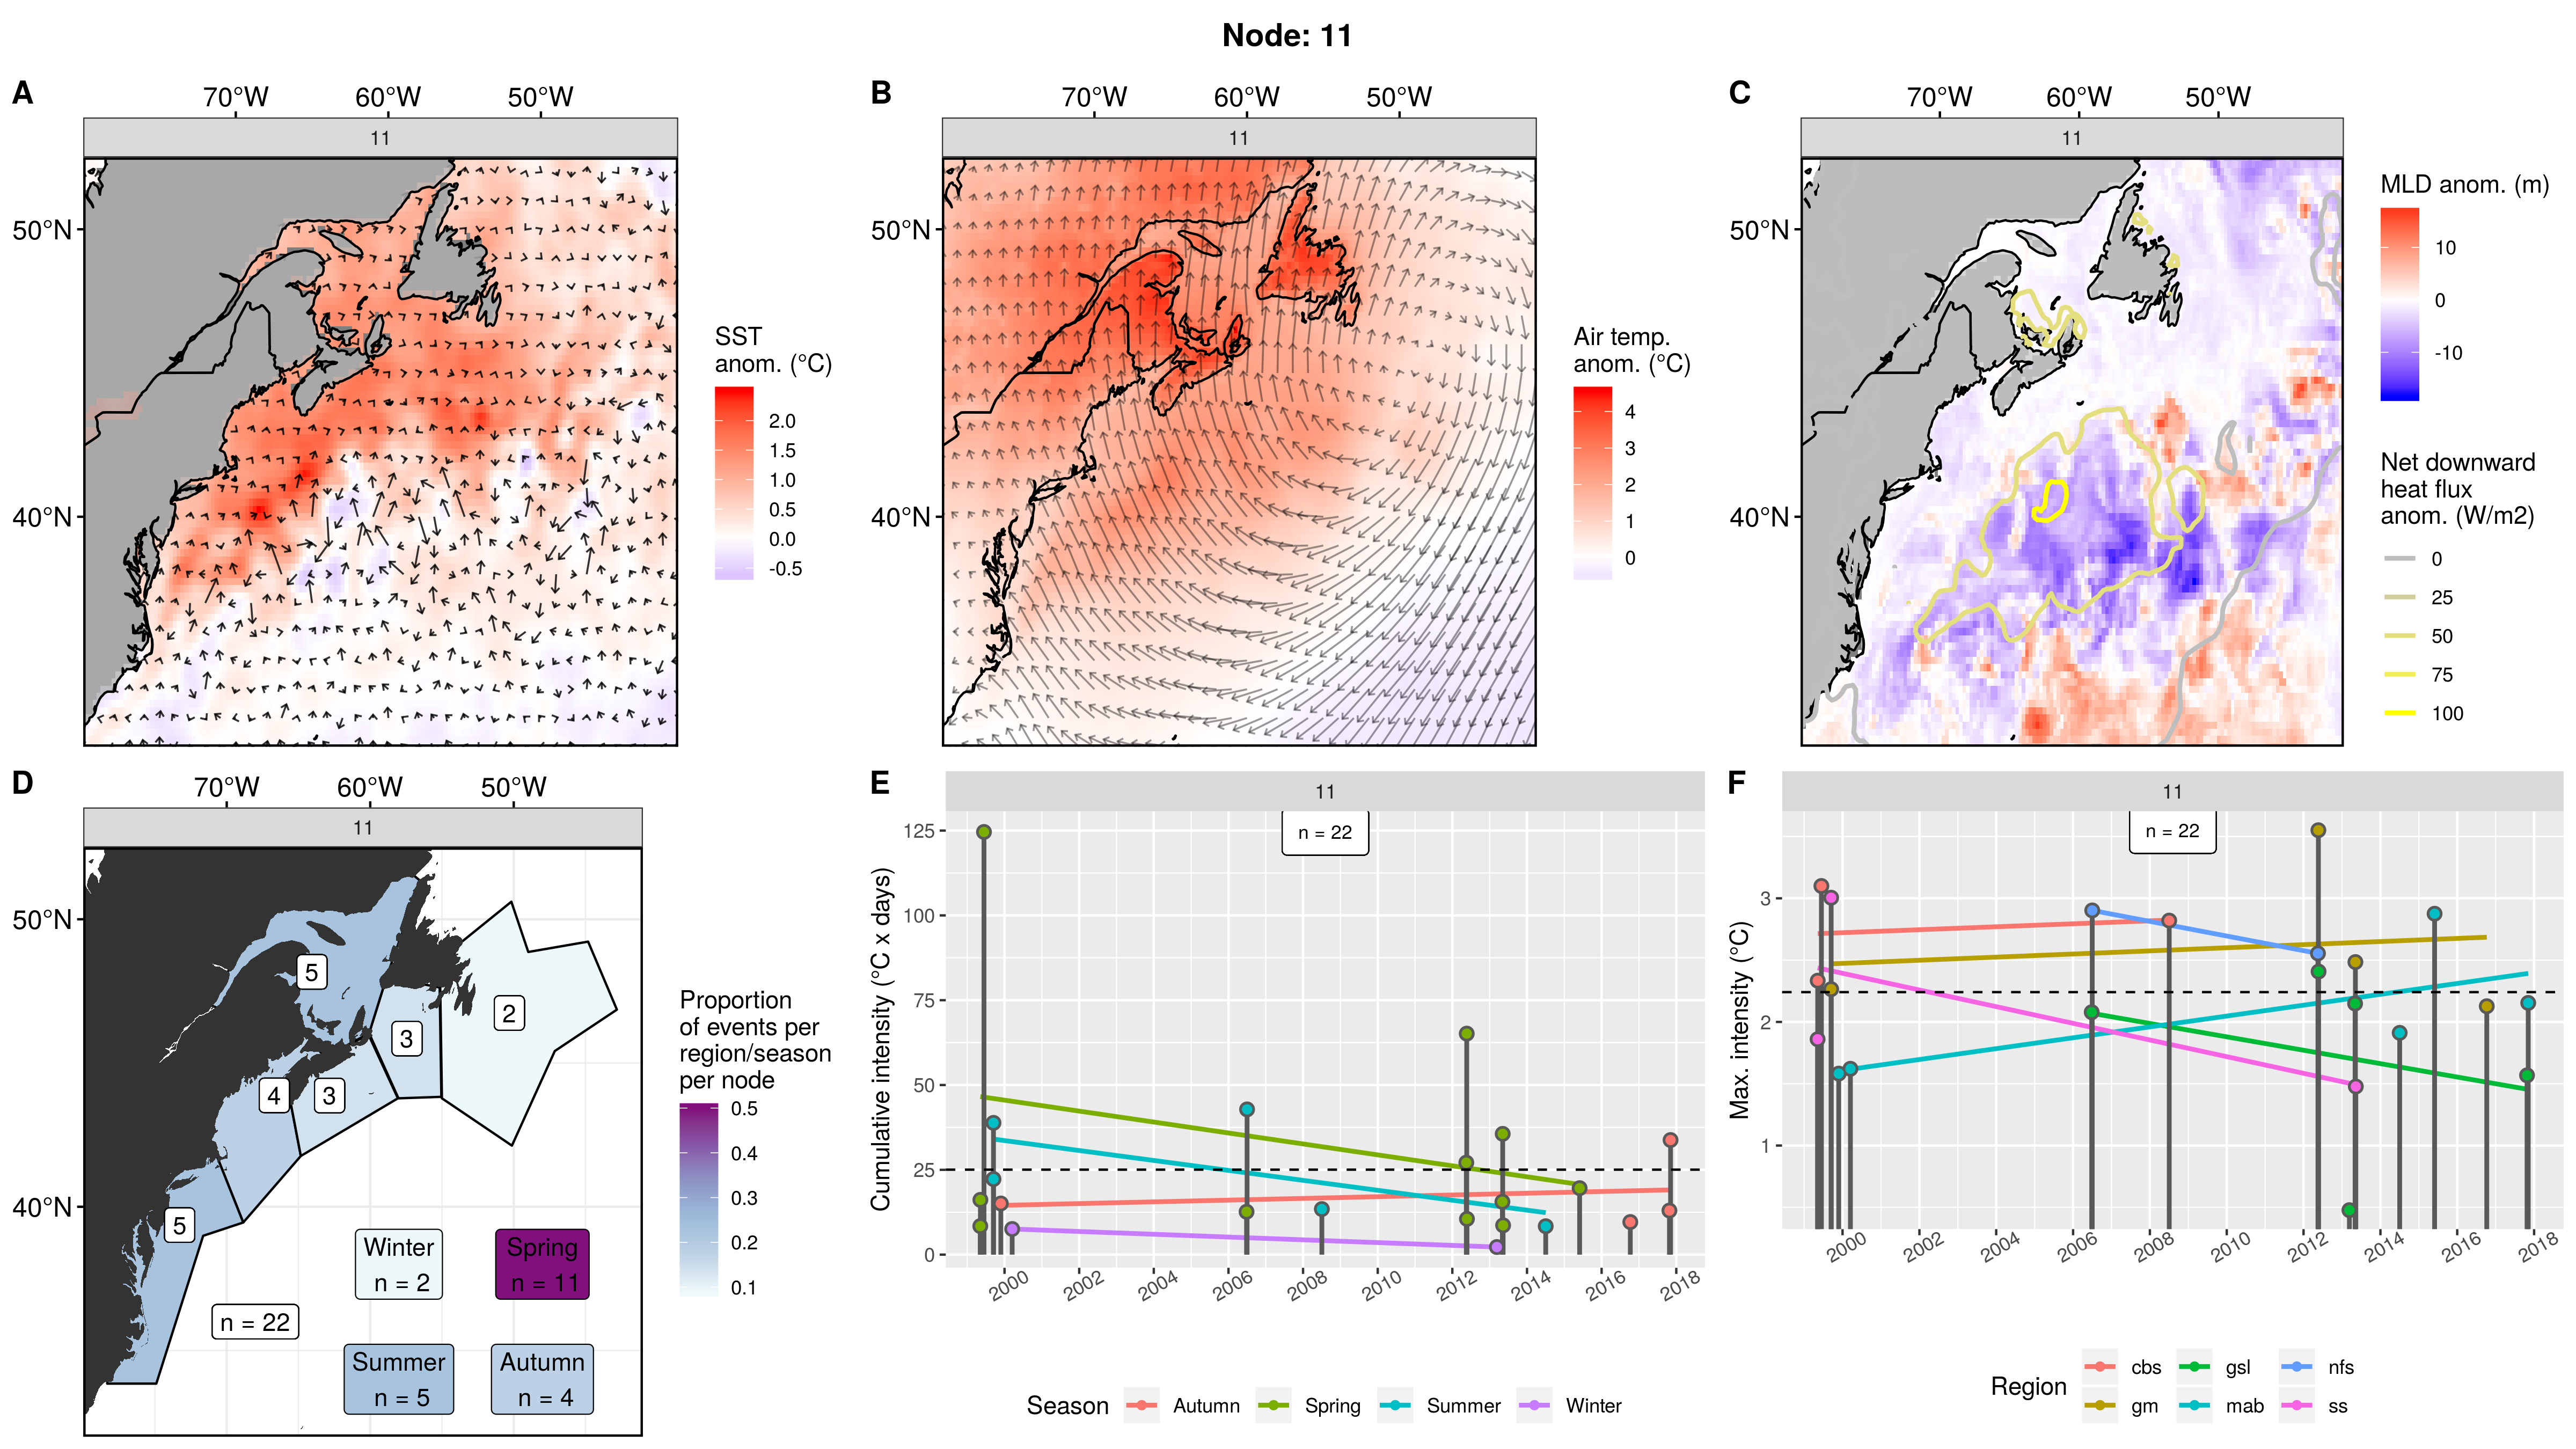 Node: 11
A
70°W 60°W 50°W
11
50°N
40°N
SST
anom. (°C)
2.0
1.5
1.0
0.5
0.0
-0.5
B
70°W 60°W 50°W
11
50°N
40°N
Air temp.
anom. (°C)
4
3
2
1
0
C
70°W 60°W 50°W
11
50°N
40°N
MLD anom. (m)
10
0
-10
Net downward
heat flux
anom. (W/m2)
0
25
50
75
100
D
70°W 60°W 50°W
11
50°N
40°N
5
3
2
4
3
5
n = 22
Winter
n = 2
Spring
n = 11
Summer
n = 5
Autumn
n = 4
Proportion
of events per
region/season
per node
0.5
0.4
0.3
0.2
0.1
E
11
n = 22
Cumulative intensity (°C x days)
125
100
75
50
25
0
2000 2002 2004 2006 2008 2010 2012 2014 2016 2018
Season Autumn Spring Summer Winter
F
11
n = 22
Max. intensity (°C)
3
2
1
2000 2002 2004 2006 2008 2010 2012 2014 2016 2018
Region
cbs gsl nfs
gm mab ss